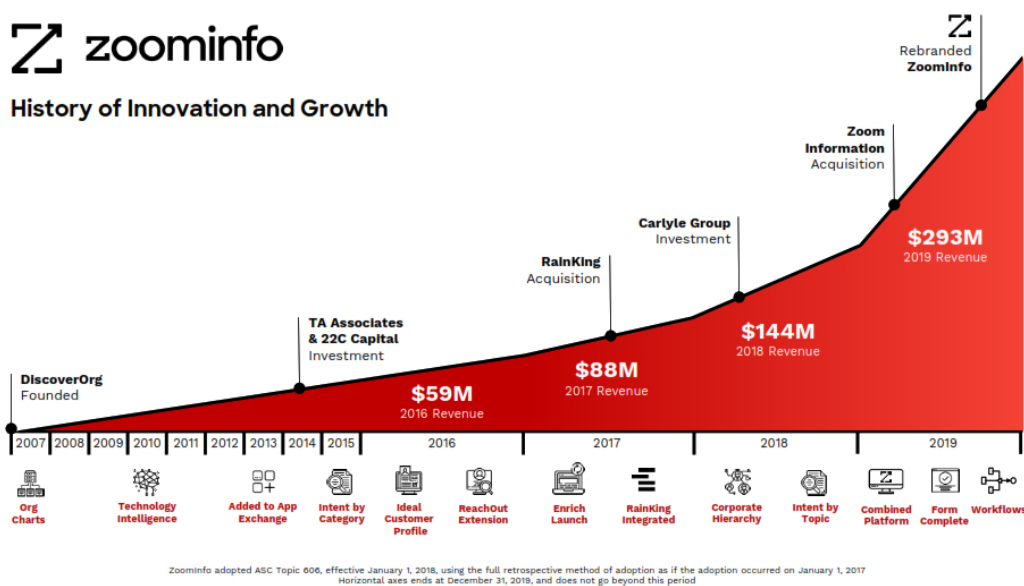 zoominfo
History of Innovation and Growth
Rebranded
ZoomInfo
Zoom
Information
Acquisition
Carlyle Group
Investment
RainKing
Acquisition
TA Associates
& 22C Capital
Investment
DiscoverOrg
Founded
$293M
2019 Revenue
$144M
2018 Revenue
$88M
2017 Revenue
$59M
2016 Revenue
2007 2008 2009 2010 2011 2012 2013 2014 2015 2016 2017 2018 2019
Org
Charts
Technology
Intelligence
Added to App
Exchange
Intent by
Category
Ideal
Customer
Profile
ReachOut
Extension
Enrich
Launch
RainKing
Integrated
Corporate
Hierarchy
Intent by
Topic
Combined
Platform
Form
Complete
Workflows
ZoomInfo adopted ASC Topic 606, effective January 1, 2018, using the full retrospective method of adoption as if the adoption occurred on January 1, 2017
Horizontal axes ends at December 31, 2019, and does not go beyond this period